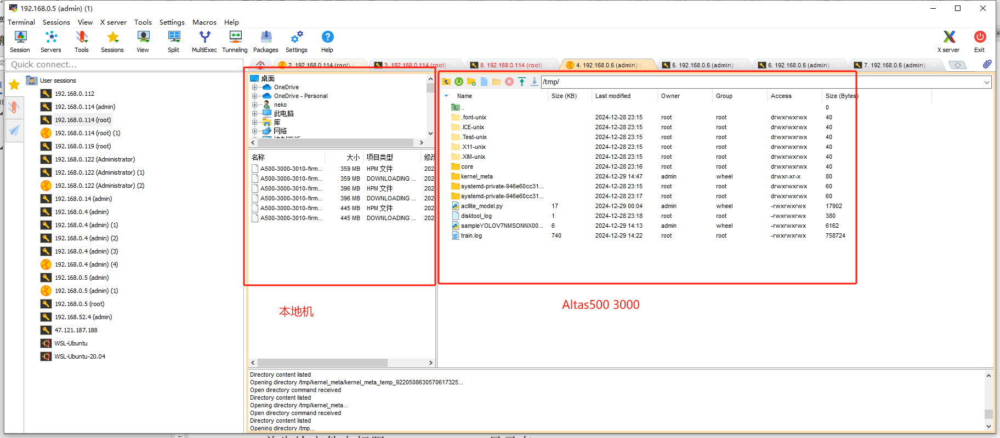 192.168.0.5 (admin) (1)
Terminal Sessions View X server Tools Settings Macros Help
Session Servers Tools Sessions View Split MultiExec Tunneling Packages Settings Help X server Exit
Quick connect...
2. 192.168.0.114 (root) 3. 192.168.0.114 (root) 8. 192.168.0.114 (root) 4. 192.168.0.5 (admin) 5. 192.168.0.5 (admin) 6. 192.168.0.5 (admin) 7. 192.168.0.5 (admin)
User sessions
192.168.0.112
192.168.0.114 (admin)
192.168.0.114 (root)
192.168.0.114 (root) (1)
192.168.0.119 (root)
192.168.0.122 (Administrator)
192.168.0.122 (Administrator) (1)
192.168.0.122 (Administrator) (2)
192.168.0.14 (admin)
192.168.0.4 (admin)
192.168.0.4 (admin) (1)
192.168.0.4 (admin) (2)
192.168.0.4 (admin) (3)
192.168.0.4 (admin) (4)
192.168.0.5 (admin)
192.168.0.5 (admin) (1)
192.168.0.5 (root)
192.168.52.4 (admin)
47.121.187.188
WSL-Ubuntu
WSL-Ubuntu-20.04
桌面
OneDrive
OneDrive - Personal
neko
此电脑
库
网络
名称 大小 项目类型 修改
A500-3000-3010-firm... 359 MB HPM 文件 202
A500-3000-3010-firm... 359 MB DOWNLOADING ... 202
A500-3000-3010-firm... 396 MB HPM 文件 202
A500-3000-3010-firm... 396 MB DOWNLOADING ... 202
A500-3000-3010-firm... 445 MB HPM 文件 202
A500-3000-3010-firm... 445 MB DOWNLOADING ... 202
本地机
/tmp/
Name Size (KB) Last modified Owner Group Access Size (Bytes)
.. 0
.font-unix 2024-12-28 23:15 root root drwxrwxrwx 40
.ICE-unix 2024-12-28 23:15 root root drwxrwxrwx 40
.Test-unix 2024-12-28 23:15 root root drwxrwxrwx 40
.X11-unix 2024-12-28 23:15 root root drwxrwxrwx 40
.XIM-unix 2024-12-28 23:15 root root drwxrwxrwx 40
core 2024-12-28 23:16 root root drwxrwxrwx 40
kernel_meta 2024-12-29 14:47 admin wheel drwxr-xr-x 80
systemd-private-946e60cc31... 2024-12-28 23:15 root root drwxrwxrwx 60
systemd-private-946e60cc31... 2024-12-28 23:17 root root drwxrwxrwx 60
acllite_model.py 17 2024-12-29 00:04 admin wheel -rwxrwxrwx 17902
disktool_log 1 2024-12-28 23:18 root root -rwxrwxrwx 380
sampleYOLOV7NMSONNX00... 6 2024-12-29 14:13 admin wheel -rwxrwxrwx 6162
train.log 740 2024-12-29 14:22 root root -rwxrwxrwx 758724
Altas500 3000
Directory content listed
Opening directory /tmp/kernel_meta/kernel_meta_temp_9220508630570617325...
Open directory command received
Directory content listed
Opening directory /tmp/kernel_meta...
Open directory command received
Directory content listed
Opening directory /tmp...